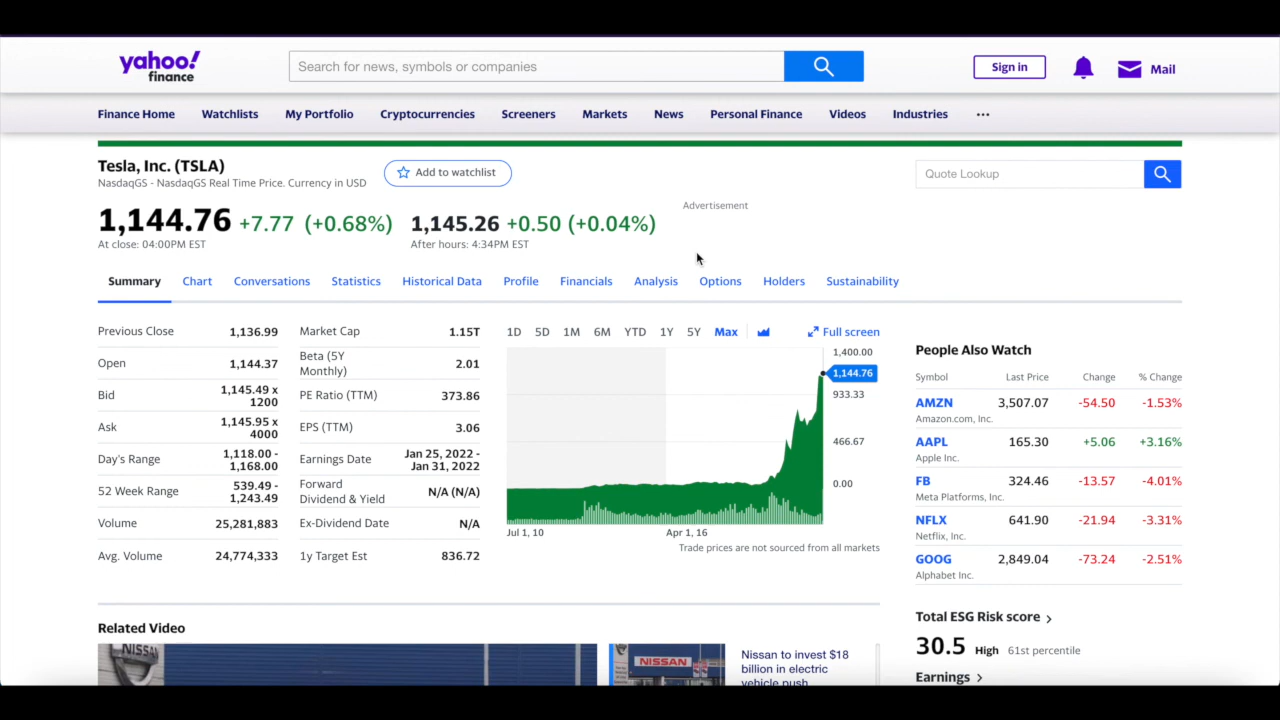 yahoo!
finance
Search for news, symbols or companies
Sign in
Mail
Finance Home Watchlists My Portfolio Cryptocurrencies Screeners Markets News Personal Finance Videos Industries ...
Tesla, Inc. (TSLA)
NasdaqGS - NasdaqGS Real Time Price. Currency in USD
Add to watchlist
Quote Lookup
1,144.76 +7.77 (+0.68%)
At close: 04:00PM EST
1,145.26 +0.50 (+0.04%)
After hours: 4:34PM EST
Advertisement
Summary Chart Conversations Statistics Historical Data Profile Financials Analysis Options Holders Sustainability
Previous Close 1,136.99
Open 1,144.37
Bid 1,145.49 x
1200
Ask 1,145.95 x
4000
Day's Range 1,118.00 -
1,168.00
52 Week Range 539.49 -
1,243.49
Volume 25,281,883
Avg. Volume 24,774,333
Market Cap 1.15T
Beta (5Y
Monthly) 2.01
PE Ratio (TTM) 373.86
EPS (TTM) 3.06
Earnings Date Jan 25, 2022 -
Jan 31, 2022
Forward
Dividend & Yield N/A (N/A)
Ex-Dividend Date N/A
1y Target Est 836.72
1D 5D 1M 6M YTD 1Y 5Y Max Full screen
1,400.00
1,144.76
933.33
466.67
0.00
Jul 1, 10 Apr 1, 16
Trade prices are not sourced from all markets
People Also Watch
Symbol Last Price Change % Change
AMZN 3,507.07 -54.50 -1.53%
Amazon.com, Inc.
AAPL 165.30 +5.06 +3.16%
Apple Inc.
FB 324.46 -13.57 -4.01%
Meta Platforms, Inc.
NFLX 641.90 -21.94 -3.31%
Netflix, Inc.
GOOG 2,849.04 -73.24 -2.51%
Alphabet Inc.
Total ESG Risk score
30.5 High 61st percentile
Earnings
Related Video
NISSAN
NISSAN
Nissan to invest $18
billion in electric
vehicle push